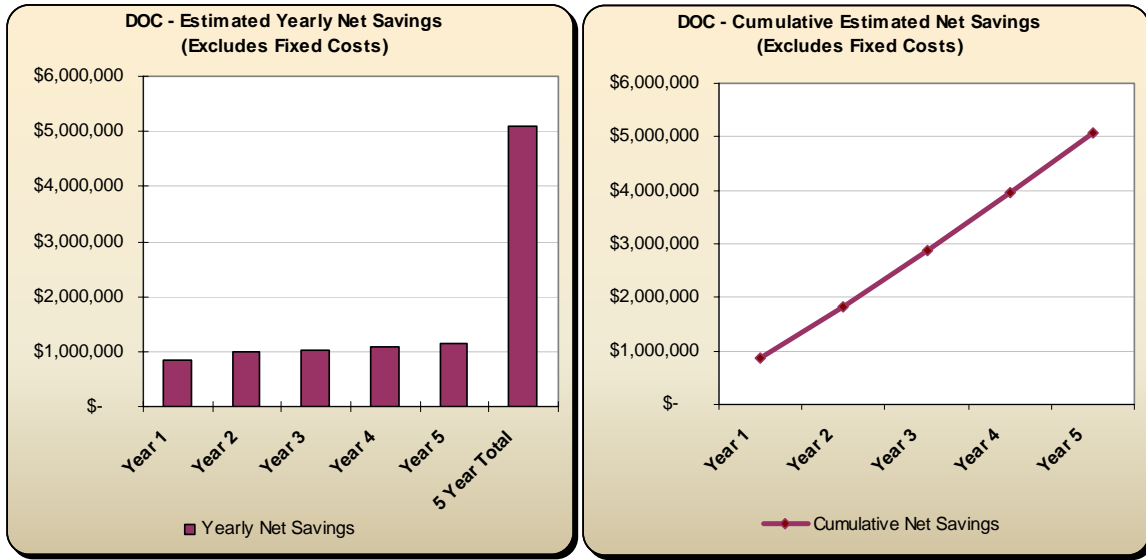 DOC - Estimated Yearly Net Savings
(Excludes Fixed Costs)
$6,000,000
$5,000,000
$4,000,000
$3,000,000
$2,000,000
$1,000,000
$-
Year 1
Year 2
Year 3
Year 4
Year 5
5 Year Total
Yearly Net Savings
DOC - Cumulative Estimated Net Savings
(Excludes Fixed Costs)
$6,000,000
$5,000,000
$4,000,000
$3,000,000
$2,000,000
$1,000,000
$-
Year 1
Year 2
Year 3
Year 4
Year 5
Cumulative Net Savings